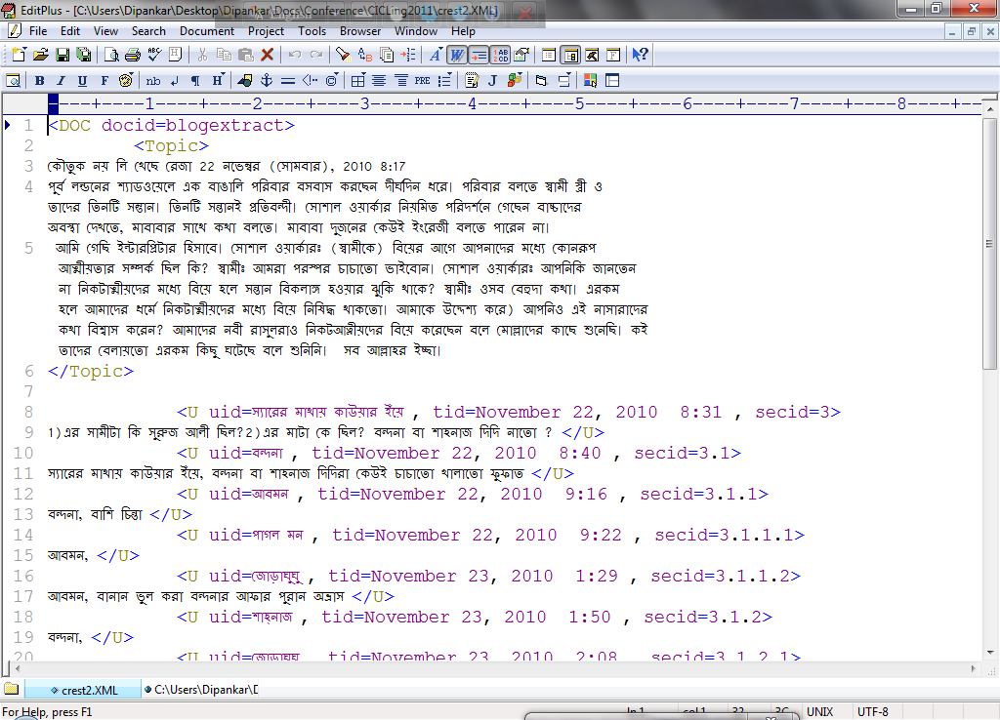 EditPlus - [C:\Users\Dipankar\Desktop\Dipankar\Docs\Conference\CICLing2011\crest2.XML]
File Edit View Search Document Project Tools Browser Window Help
----+----1----+----2----+----3----+----4----+----5----+----6----+----7----+----8----+--
1 <DOC docid=blogextract>
2 <Topic>
3 কৌতুক নয় লি খেছে রেজা 22 নভেম্বর (সোমবার), 2010 8:17
4 পূর্ব লন্ডনের শ্যাডওয়েলে এক বাঙালি পরিবার বসবাস করছেন দীর্ঘদিন ধরে। পরিবার বলতে স্বামী স্ত্রী ও
তাদের তিনটি সন্তান। তিনটি সন্তানই প্রতিবন্দী। সোশাল ওয়ার্কার নিয়মিত পরিদর্শনে গেছেন বাচ্চাদের
অবস্থা দেখতে, মাবাবার সাথে কথা বলতে। মাবাবা দুজনের কেউই ইংরেজী বলতে পারেন না।
5 আমি গেছি ইন্টারপ্রিটার হিসাবে। সোশাল ওয়ার্কারঃ (স্বামীকে) বিয়ের আগে আপনাদের মধ্যে কোনরূপ
আত্মীয়তার সম্পর্ক ছিল কি? স্বামীঃ আমরা পরস্পর চাচাতো ভাইবোন। সোশাল ওয়ার্কারঃ আপনিকি জানতেন
না নিকটাত্মীয়দের মধ্যে বিয়ে হলে সন্তান বিকলাঙ্গ হওয়ার ঝুকি থাকে? স্বামীঃ ওসব বেহুদা কথা। এরকম
হলে আমাদের ধর্মে নিকটাত্মীয়দের মধ্যে বিয়ে নিষিদ্ধ থাকতো। আমাকে উদ্দেশ্য করে) আপনিও এই নাসারাদের
কথা বিশ্বাস করেন? আমাদের নবী রাসূলরাও নিকটআত্নীয়দের বিয়ে করেছেন বলে মোল্লাদের কাছে শুনেছি। কই
তাদের বেলায়তো এরকম কিছু ঘটেছে বলে শুনিনি। সব আল্লাহর ইচ্ছা।
6 </Topic>
7
8 <U uid=স্যারের মাথায় কাউয়ার ইঁয়ে , tid=November 22, 2010 8:31 , secid=3>
9 1)এর সামীটা কি সুরুজ আলী ছিল?2)এর মাটা কে ছিল? বন্দনা বা শাহনাজ দিদি নাতো ? </U>
10 <U uid=বন্দনা , tid=November 22, 2010 8:40 , secid=3.1>
11 স্যারের মাথায় কাউয়ার ইঁয়ে, বন্দনা বা শাহনাজ দিদিরা কেউই চাচাতো খালাতো ফুফাত </U>
12 <U uid=আবমন , tid=November 22, 2010 9:16 , secid=3.1.1>
13 বন্দনা, বাশি চিন্তা </U>
14 <U uid=পাগল মন , tid=November 22, 2010 9:22 , secid=3.1.1.1>
15 আবমন, </U>
16 <U uid=জোড়াঘুঘু , tid=November 23, 2010 1:29 , secid=3.1.1.2>
17 আবমন, বানান ভুল করা বন্দনার আফার পুরান অভ্রাস </U>
18 <U uid=শাহনাজ , tid=November 23, 2010 1:50 , secid=3.1.2>
19 বন্দনা, </U>
20 <U uid=জোড়াঘুঘু , tid=November 23, 2010 2:08 , secid=3.1.2.1>
crest2.XML C:\Users\Dipankar\D
For Help, press F1 ln 1 col 1 32 3C UNIX UTF-8